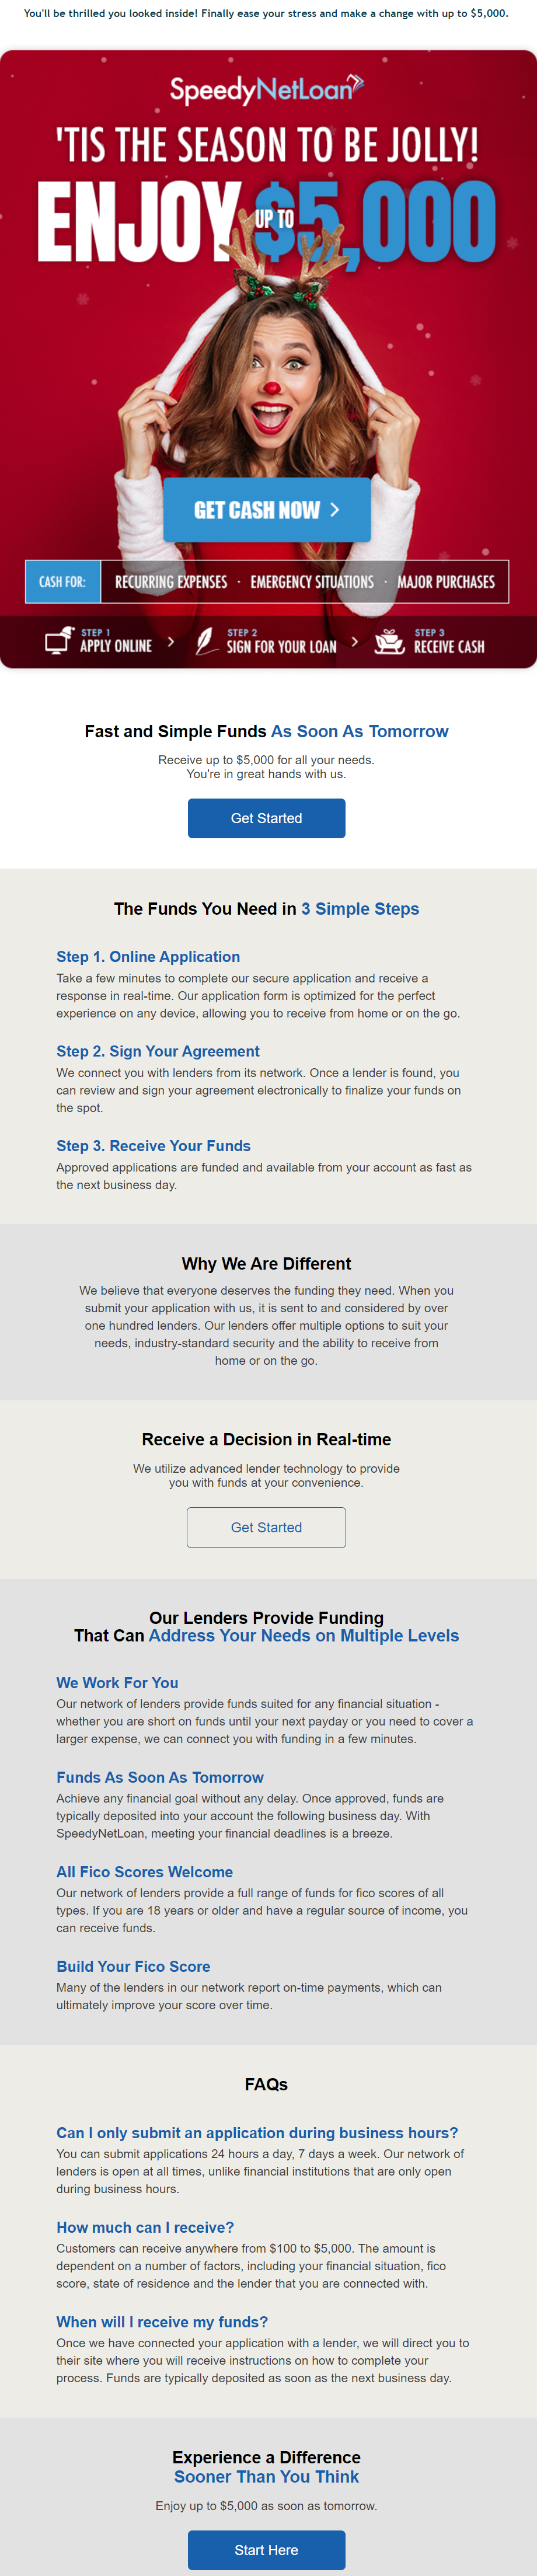 You'll be thrilled you looked inside! Finally ease your stress and make a change with up to $5,000.
SpeedyNetLoan
'TIS THE SEASON TO BE JOLLY!
ENJOY UP TO $5,000
GET CASH NOW >
CASH FOR: RECURRING EXPENSES · EMERGENCY SITUATIONS · MAJOR PURCHASES
STEP 1
APPLY ONLINE >
STEP 2
SIGN FOR YOUR LOAN >
STEP 3
RECEIVE CASH
Fast and Simple Funds As Soon As Tomorrow
Receive up to $5,000 for all your needs.
You're in great hands with us.
Get Started
The Funds You Need in 3 Simple Steps
Step 1. Online Application
Take a few minutes to complete our secure application and receive a
response in real-time. Our application form is optimized for the perfect
experience on any device, allowing you to receive from home or on the go.
Step 2. Sign Your Agreement
We connect you with lenders from its network. Once a lender is found, you
can review and sign your agreement electronically to finalize your funds on
the spot.
Step 3. Receive Your Funds
Approved applications are funded and available from your account as fast as
the next business day.
Why We Are Different
We believe that everyone deserves the funding they need. When you
submit your application with us, it is sent to and considered by over
one hundred lenders. Our lenders offer multiple options to suit your
needs, industry-standard security and the ability to receive from
home or on the go.
Receive a Decision in Real-time
We utilize advanced lender technology to provide
you with funds at your convenience.
Get Started
Our Lenders Provide Funding
That Can Address Your Needs on Multiple Levels
We Work For You
Our network of lenders provide funds suited for any financial situation -
whether you are short on funds until your next payday or you need to cover a
larger expense, we can connect you with funding in a few minutes.
Funds As Soon As Tomorrow
Achieve any financial goal without any delay. Once approved, funds are
typically deposited into your account the following business day. With
SpeedyNetLoan, meeting your financial deadlines is a breeze.
All Fico Scores Welcome
Our network of lenders provide a full range of funds for fico scores of all
types. If you are 18 years or older and have a regular source of income, you
can receive funds.
Build Your Fico Score
Many of the lenders in our network report on-time payments, which can
ultimately improve your score over time.
FAQs
Can I only submit an application during business hours?
You can submit applications 24 hours a day, 7 days a week. Our network of
lenders is open at all times, unlike financial institutions that are only open
during business hours.
How much can I receive?
Customers can receive anywhere from $100 to $5,000. The amount is
dependent on a number of factors, including your financial situation, fico
score, state of residence and the lender that you are connected with.
When will I receive my funds?
Once we have connected your application with a lender, we will direct you to
their site where you will receive instructions on how to complete your
process. Funds are typically deposited as soon as the next business day.
Experience a Difference
Sooner Than You Think
Enjoy up to $5,000 as soon as tomorrow.
Start Here